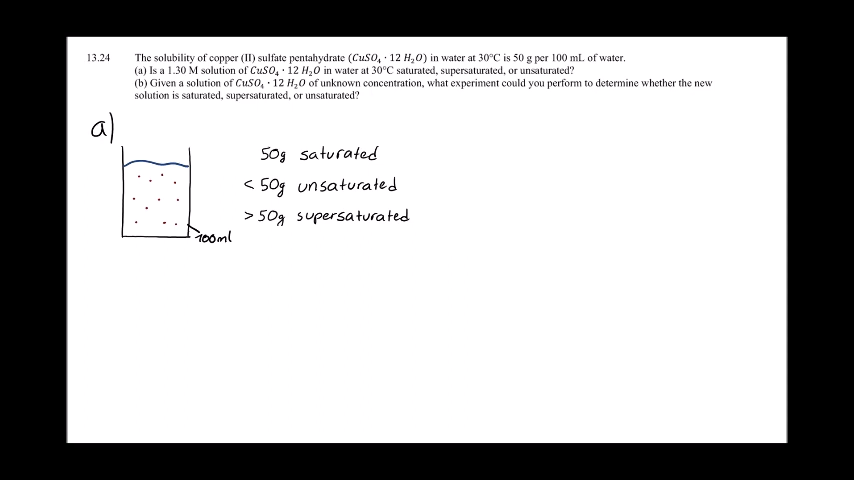 13.24 The solubility of copper (II) sulfate pentahydrate (CuSO₄ · 12 H₂O) in water at 30°C is 50 g per 100 mL of water.
(a) Is a 1.30 M solution of CuSO₄ · 12 H₂O in water at 30°C saturated, supersaturated, or unsaturated?
(b) Given a solution of CuSO₄ · 12 H₂O of unknown concentration, what experiment could you perform to determine whether the new
solution is saturated, supersaturated, or unsaturated?
a)
50g saturated
< 50g unsaturated
> 50g supersaturated
100ml